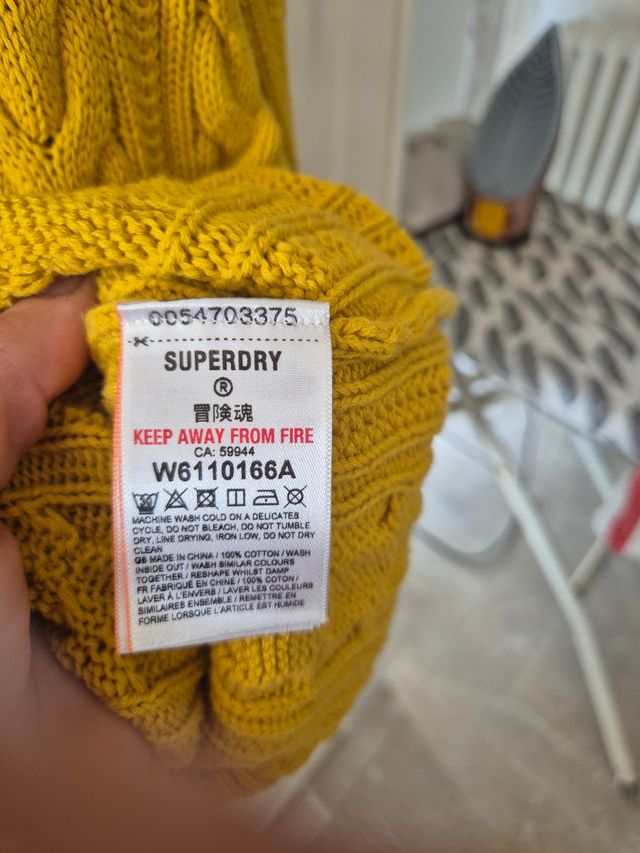 0054703375
SUPERDRY
®
冒険魂
KEEP AWAY FROM FIRE
CA: 59944
W6110166A
MACHINE WASH COLD ON A DELICATES
CYCLE, DO NOT BLEACH, DO NOT TUMBLE
DRY, LINE DRYING, IRON LOW, DO NOT DRY
CLEAN
GB MADE IN CHINA / 100% COTTON / WASH
INSIDE OUT / WASH SIMILAR COLOURS
TOGETHER / RESHAPE WHILST DAMP
FR FABRIQUÉ EN CHINE / 100% COTON /
LAVER À L'ENVERS / LAVER LES COULEURS
SIMILAIRES ENSEMBLE / REMETTRE EN
FORME LORSQUE L'ARTICLE EST HUMIDE